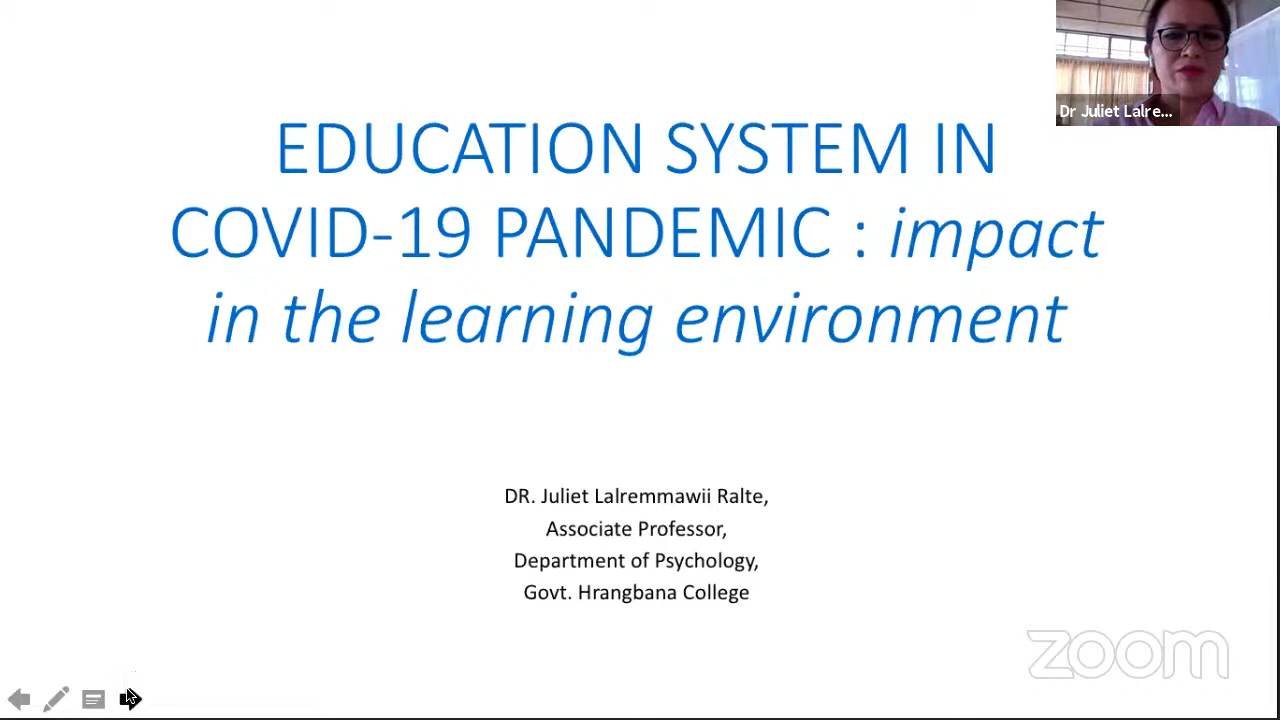 Dr Juliet Lalre...
EDUCATION SYSTEM IN
COVID-19 PANDEMIC : impact
in the learning environment
DR. Juliet Lalremmawii Ralte,
Associate Professor,
Department of Psychology,
Govt. Hrangbana College
zoom